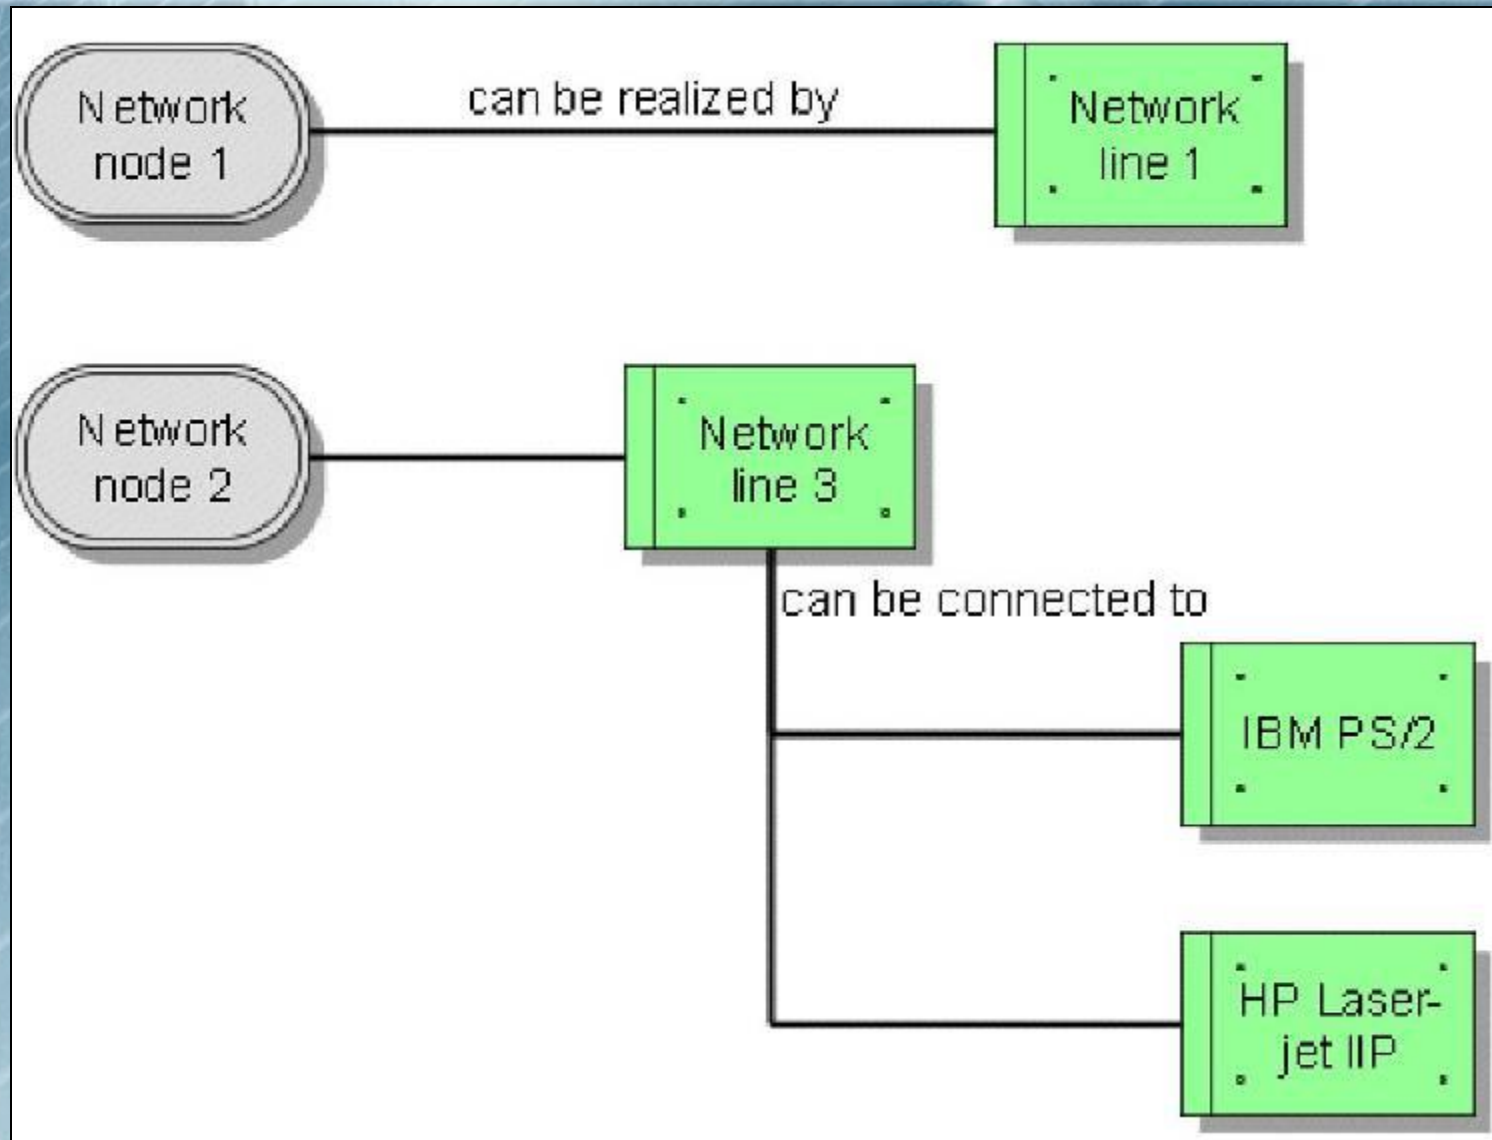 Network
node 1
can be realized by
Network
line 1
Network
node 2
Network
line 3
can be connected to
IBM PS/2
HP Laser-
jet IIP